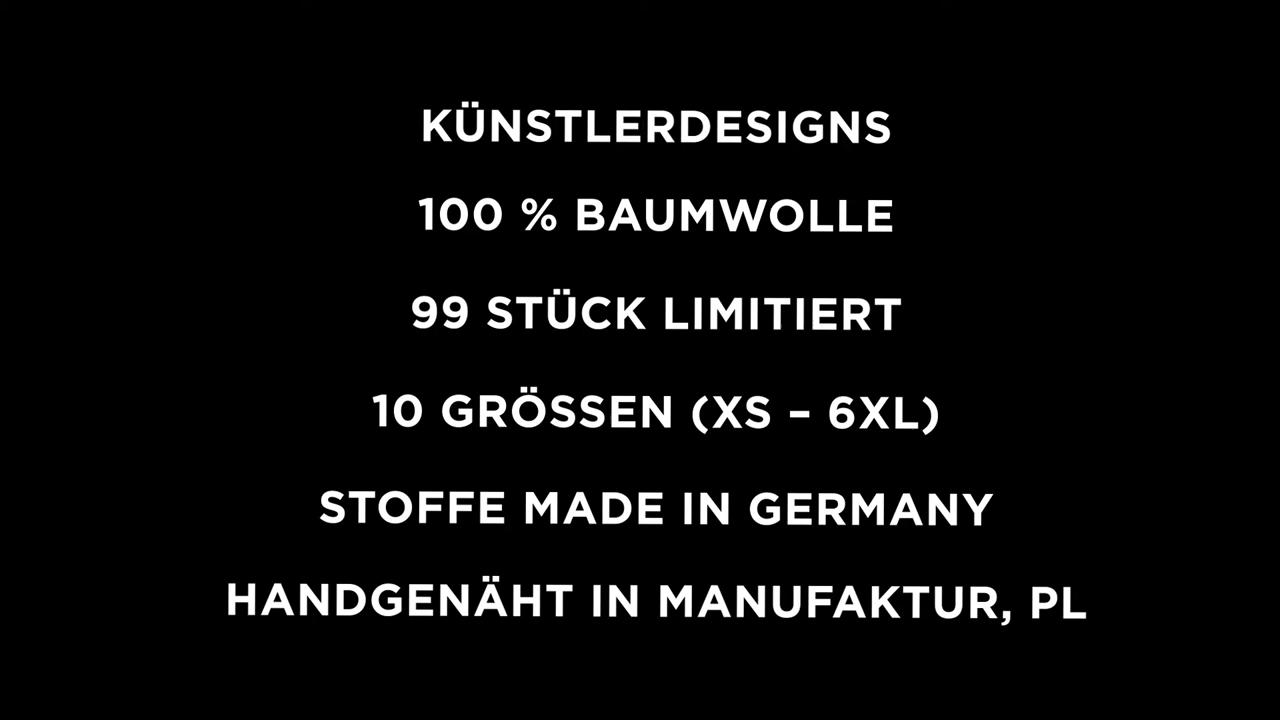 KÜNSTLERDESIGNS
100 % BAUMWOLLE
99 STÜCK LIMITIERT
10 GRÖSSEN (XS – 6XL)
STOFFE MADE IN GERMANY
HANDGENÄHT IN MANUFAKTUR, PL